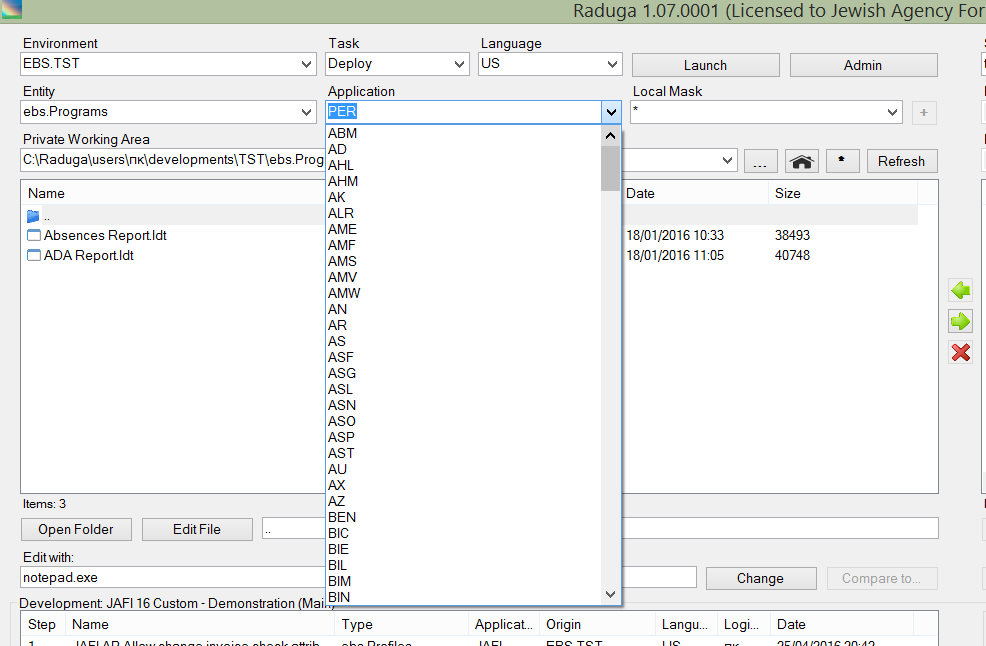 Raduga 1.07.0001 (Licensed to Jewish Agency For
Environment Task Language
EBS.TST Deploy US Launch Admin
Entity Application Local Mask
ebs.Programs PER * +
Private Working Area
C:\Raduga\users\пк\developments\TST\ebs.Prog ... * Refresh
Name Date Size
..
Absences Report.ldt 18/01/2016 10:33 38493
ADA Report.ldt 18/01/2016 11:05 40748
ABM
AD
AHL
AHM
AK
ALR
AME
AMF
AMS
AMV
AMW
AN
AR
AS
ASF
ASG
ASL
ASN
ASO
ASP
AST
AU
AX
AZ
BEN
BIC
BIE
BIL
BIM
BIN
Items: 3
Open Folder Edit File ..
Edit with:
notepad.exe Change Compare to...
Development: JAFI 16 Custom - Demonstration (Main)
Step Name Type Applicat... Origin Langu... Logi... Date
1 JAFI AP Allow change invoice check attrib ebs.Profiles JAFI EBS.TST US пк 25/04/2016 20:42